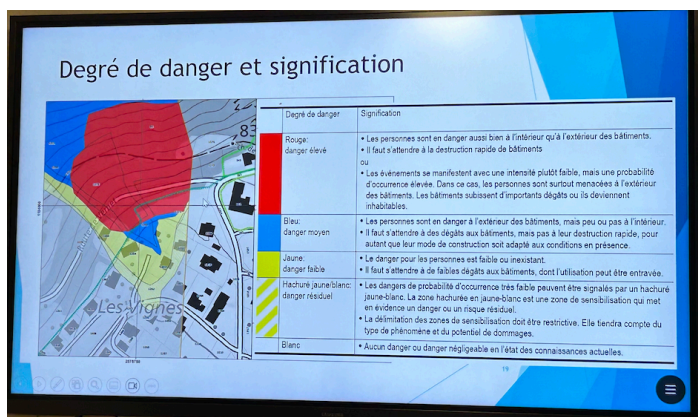 Degré de danger et signification
83
Les Vignes
Degré de danger
Signification
Rouge:
danger élevé
• Les personnes sont en danger aussi bien à l'intérieur qu'à l'extérieur des bâtiments.
• Il faut s'attendre à la destruction rapide de bâtiments
ou
• Les événements se manifestent avec une intensité plutôt faible, mais une probabilité
d'occurrence élevée. Dans ce cas, les personnes sont surtout menacées à l'extérieur
des bâtiments. Les bâtiments subissent d'importants dégâts ou ils deviennent
inhabitables.
Bleu:
danger moyen
• Les personnes sont en danger à l'extérieur des bâtiments, mais peu ou pas à l'intérieur.
• Il faut s'attendre à des dégâts aux bâtiments, mais pas à leur destruction rapide, pour
autant que leur mode de construction soit adapté aux conditions en présence.
Jaune:
danger faible
• Le danger pour les personnes est faible ou inexistant.
• Il faut s'attendre à de faibles dégâts aux bâtiments, dont l'utilisation peut être entravée.
Hachuré jaune/blanc:
danger résiduel
• Les dangers de probabilité d'occurrence très faible peuvent être signalés par un hachuré
jaune-blanc. La zone hachurée en jaune-blanc est une zone de sensibilisation qui met
en évidence un danger ou un risque résiduel.
• La délimitation des zones de sensibilisation doit être restrictive. Elle tiendra compte du
type de phénomène et du potentiel de dommages.
Blanc
• Aucun danger ou danger négligeable en l'état des connaissances actuelles.
19